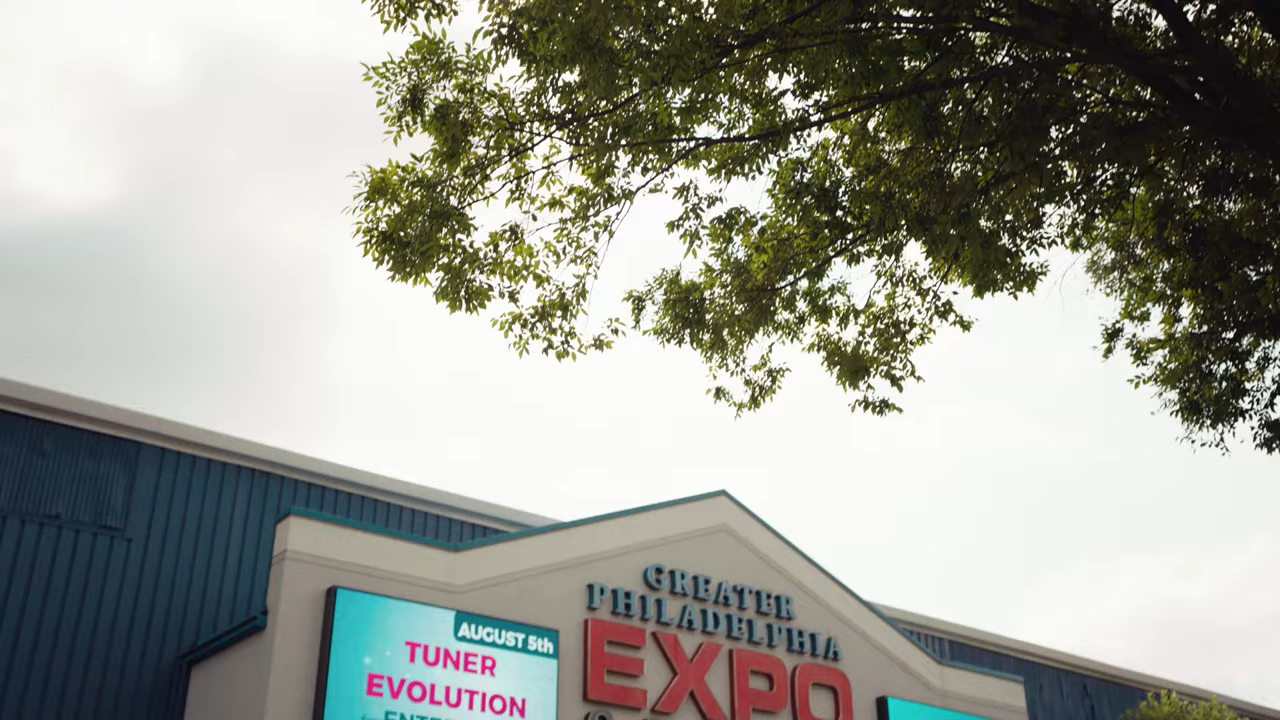 GREATER
PHILADELPHIA
EXPO
AUGUST 5th
TUNER
EVOLUTION